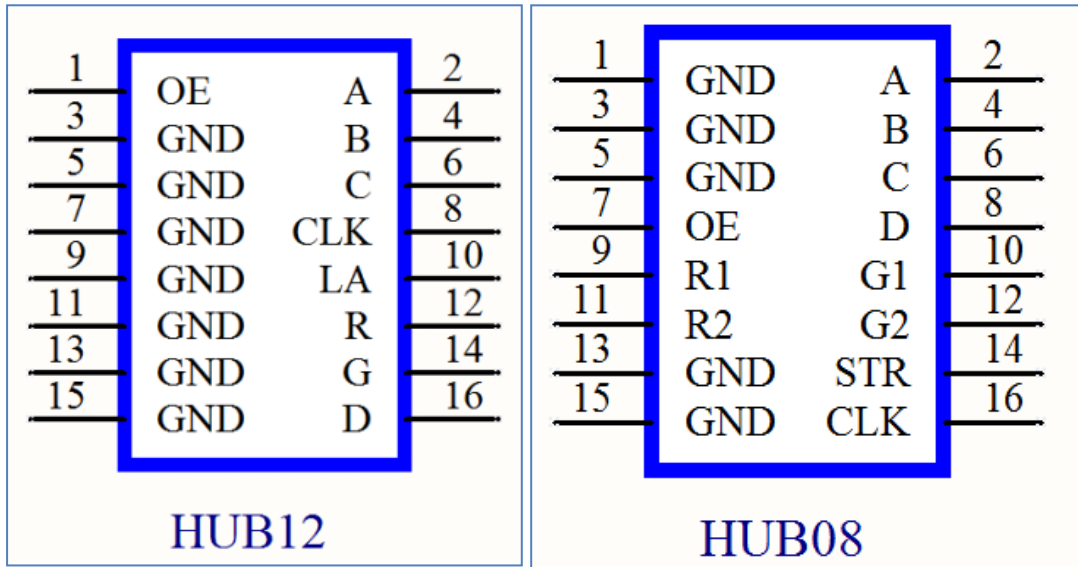 1 OE A 2
3 GND B 4
5 GND C 6
7 GND CLK 8
9 GND LA 10
11 GND R 12
13 GND G 14
15 GND D 16
HUB12
1 GND A 2
3 GND B 4
5 GND C 6
7 OE D 8
9 R1 G1 10
11 R2 G2 12
13 GND STR 14
15 GND CLK 16
HUB08